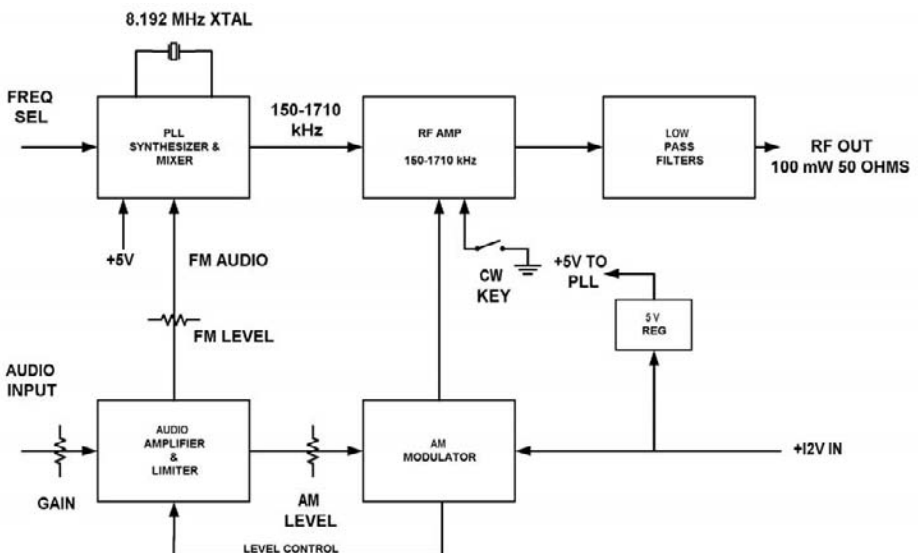 8.192 MHz XTAL
FREQ
SEL
PLL
SYNTHESIZER &
MIXER
150-1710
kHz
RF AMP
150-1710 kHz
LOW
PASS
FILTERS
RF OUT
100 mW 50 OHMS
+5V
FM AUDIO
CW
KEY
+5V TO
PLL
5 V
REG
FM LEVEL
AUDIO
INPUT
GAIN
AUDIO
AMPLIFIER
&
LIMITER
AM
LEVEL
AM
MODULATOR
+I2V IN
LEVEL CONTROL